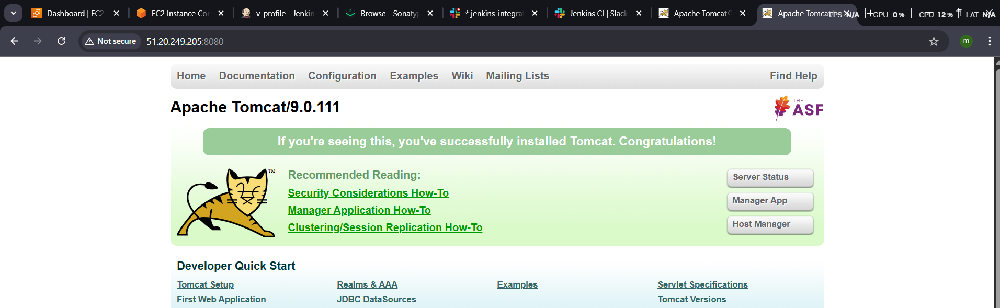 Dashboard | EC2
EC2 Instance Con
v_profile - Jenkin
Browse - Sonatyp
* jenkins-integrat
Jenkins CI | Slack
Apache Tomcat®
Apache Tomcat
FPS N/A
GPU 0 %
CPU 12 %
LAT N/A
Not secure
51.20.249.205:8080
m
Home Documentation Configuration Examples Wiki Mailing Lists Find Help
Apache Tomcat/9.0.111
THE
ASF
If you're seeing this, you've successfully installed Tomcat. Congratulations!
TM
Recommended Reading:
Security Considerations How-To
Manager Application How-To
Clustering/Session Replication How-To
Server Status
Manager App
Host Manager
Developer Quick Start
Tomcat Setup
First Web Application
Realms & AAA
JDBC DataSources
Examples
Servlet Specifications
Tomcat Versions